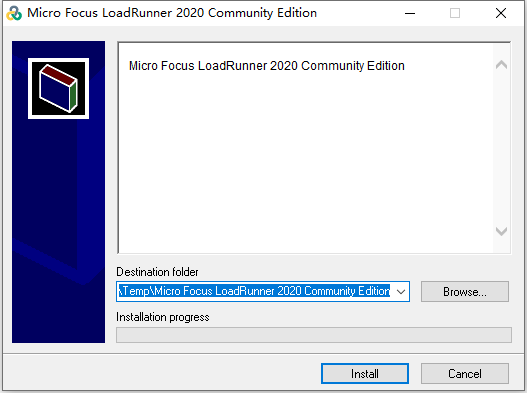 Micro Focus LoadRunner 2020 Community Edition
Micro Focus LoadRunner 2020 Community Edition
Destination folder
\Temp\Micro Focus LoadRunner 2020 Community Edition
Browse...
Installation progress
Install
Cancel